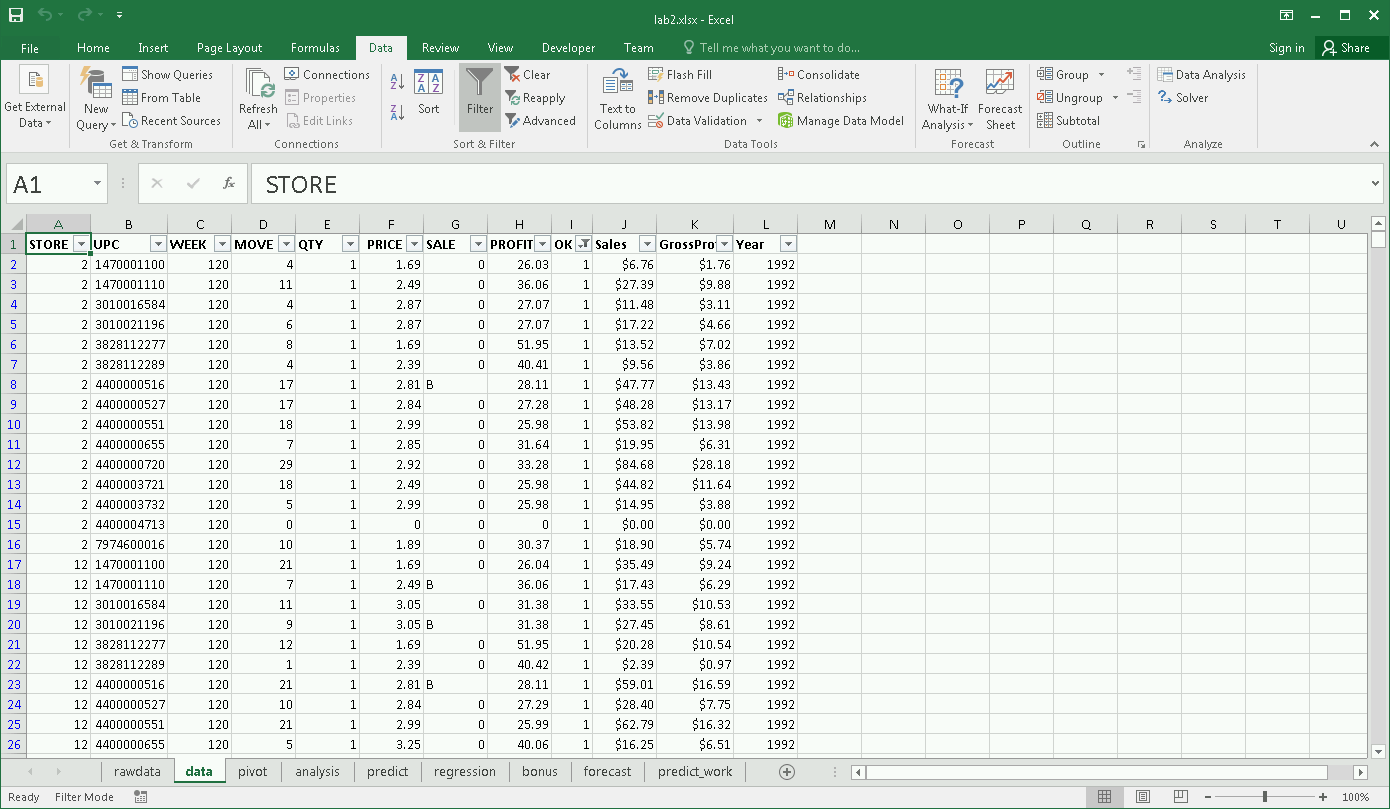 lab2.xlsx - Excel
File Home Insert Page Layout Formulas Data Review View Developer Team Tell me what you want to do... Sign in Share
Get External Data
New Query
Show Queries
From Table
Recent Sources
Get & Transform
Refresh All
Connections
Properties
Edit Links
Connections
Sort
Filter
Clear
Reapply
Advanced
Sort & Filter
Text to Columns
Flash Fill
Remove Duplicates
Data Validation
Consolidate
Relationships
Manage Data Model
Data Tools
What-If Analysis
Forecast Sheet
Forecast
Group
Ungroup
Subtotal
Outline
Data Analysis
Solver
Analyze
A1 fx STORE
A B C D E F G H I J K L M N O P Q R S T U
1 STORE UPC WEEK MOVE QTY PRICE SALE PROFIT OK Sales GrossProf Year
2 2 1470001100 120 4 1 1.69 0 26.03 1 $6.76 $1.76 1992
3 2 1470001110 120 11 1 2.49 0 36.06 1 $27.39 $9.88 1992
4 2 3010016584 120 4 1 2.87 0 27.07 1 $11.48 $3.11 1992
5 2 3010021196 120 6 1 2.87 0 27.07 1 $17.22 $4.66 1992
6 2 3828112277 120 8 1 1.69 0 51.95 1 $13.52 $7.02 1992
7 2 3828112289 120 4 1 2.39 0 40.41 1 $9.56 $3.86 1992
8 2 4400000516 120 17 1 2.81 B 28.11 1 $47.77 $13.43 1992
9 2 4400000527 120 17 1 2.84 0 27.28 1 $48.28 $13.17 1992
10 2 4400000551 120 18 1 2.99 0 25.98 1 $53.82 $13.98 1992
11 2 4400000655 120 7 1 2.85 0 31.64 1 $19.95 $6.31 1992
12 2 4400000720 120 29 1 2.92 0 33.28 1 $84.68 $28.18 1992
13 2 4400003721 120 18 1 2.49 0 25.98 1 $44.82 $11.64 1992
14 2 4400003732 120 5 1 2.99 0 25.98 1 $14.95 $3.88 1992
15 2 4400004713 120 0 1 0 0 0 1 $0.00 $0.00 1992
16 2 7974600016 120 10 1 1.89 0 30.37 1 $18.90 $5.74 1992
17 12 1470001100 120 21 1 1.69 0 26.04 1 $35.49 $9.24 1992
18 12 1470001110 120 7 1 2.49 B 36.06 1 $17.43 $6.29 1992
19 12 3010016584 120 11 1 3.05 0 31.38 1 $33.55 $10.53 1992
20 12 3010021196 120 9 1 3.05 B 31.38 1 $27.45 $8.61 1992
21 12 3828112277 120 12 1 1.69 0 51.95 1 $20.28 $10.54 1992
22 12 3828112289 120 1 1 2.39 0 40.42 1 $2.39 $0.97 1992
23 12 4400000516 120 21 1 2.81 B 28.11 1 $59.01 $16.59 1992
24 12 4400000527 120 10 1 2.84 0 27.29 1 $28.40 $7.75 1992
25 12 4400000551 120 21 1 2.99 0 25.99 1 $62.79 $16.32 1992
26 12 4400000655 120 5 1 3.25 0 40.06 1 $16.25 $6.51 1992
rawdata data pivot analysis predict regression bonus forecast predict_work
Ready Filter Mode 100%